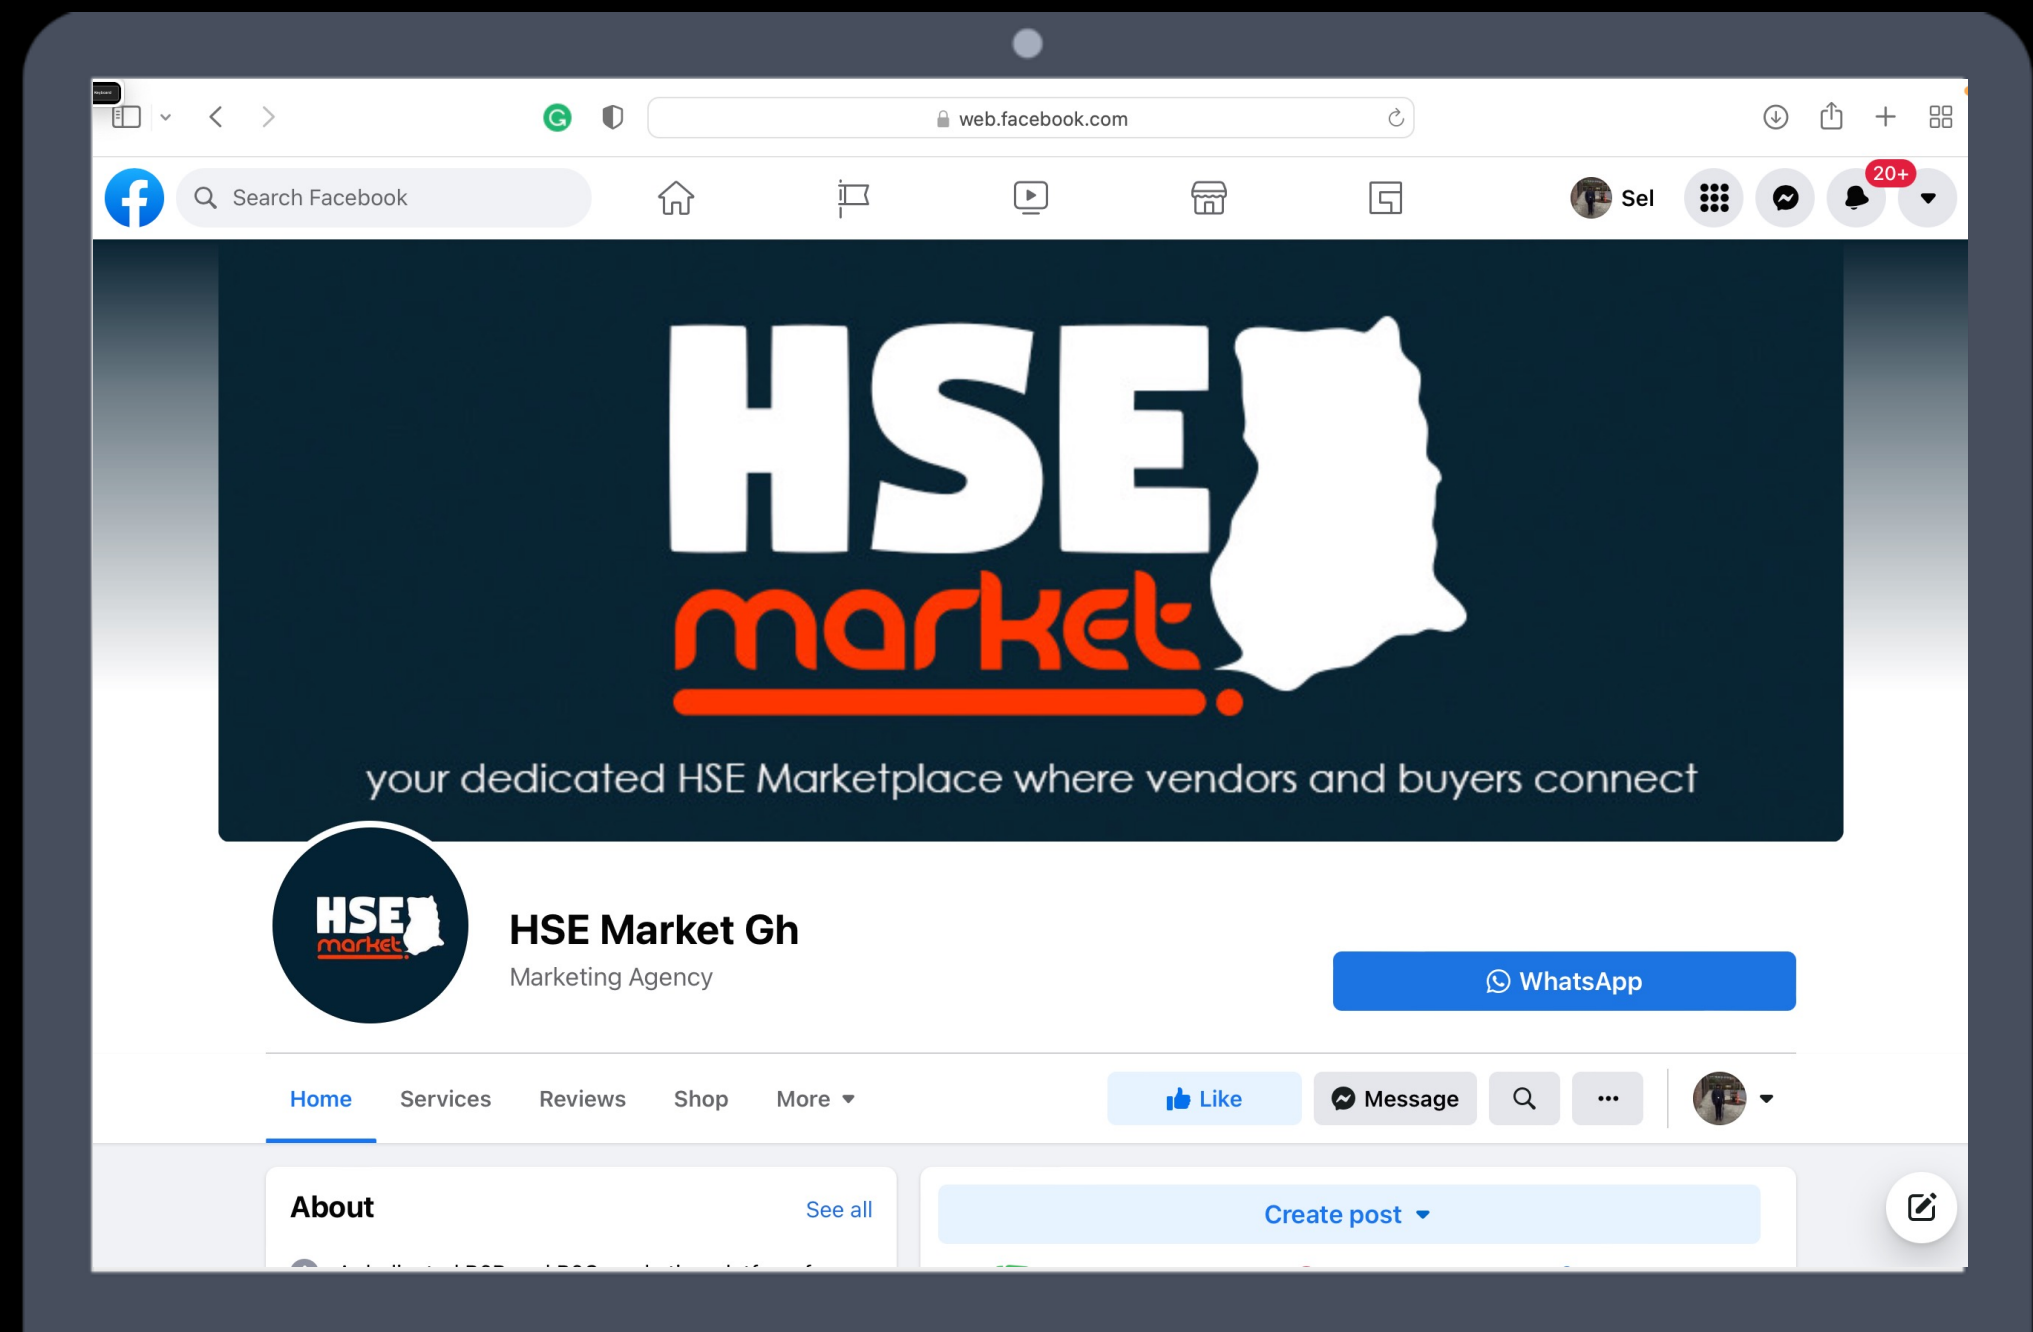 web.facebook.com
Search Facebook
Sel
20+
HSE
market
your dedicated HSE Marketplace where vendors and buyers connect
HSE
market
HSE Market Gh
Marketing Agency
WhatsApp
Home Services Reviews Shop More
Like Message
About
See all
Create post